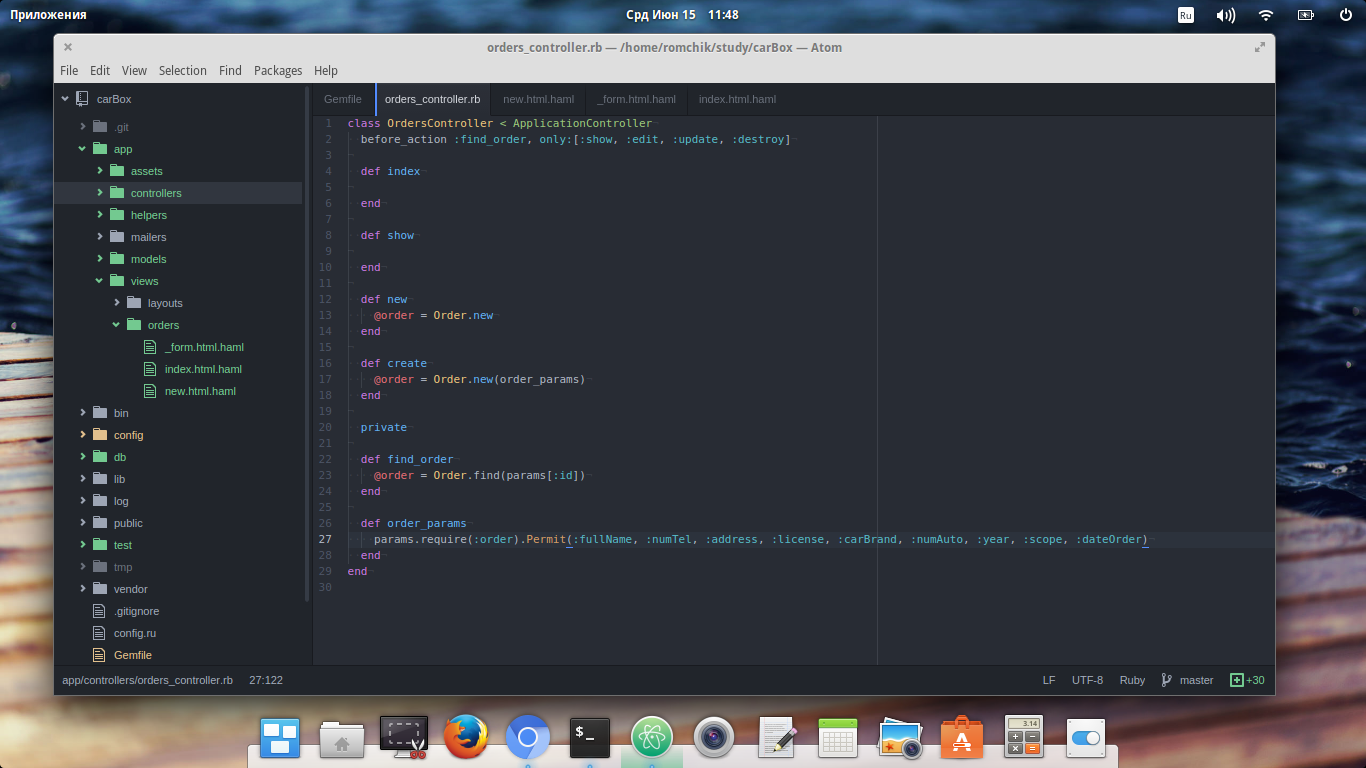 Приложения
Срд Июн 15 11:48
Ru
orders_controller.rb — /home/romchik/study/carBox — Atom
File Edit View Selection Find Packages Help
carBox
.git
app
assets
controllers
helpers
mailers
models
views
layouts
orders
_form.html.haml
index.html.haml
new.html.haml
bin
config
db
lib
log
public
test
tmp
vendor
.gitignore
config.ru
Gemfile
Gemfile orders_controller.rb new.html.haml _form.html.haml index.html.haml
1 class OrdersController < ApplicationController
2 before_action :find_order, only:[:show, :edit, :update, :destroy]
3
4 def index
5
6 end
7
8 def show
9
10 end
11
12 def new
13 @order = Order.new
14 end
15
16 def create
17 @order = Order.new(order_params)
18 end
19
20 private
21
22 def find_order
23 @order = Order.find(params[:id])
24 end
25
26 def order_params
27 params.require(:order).Permit(:fullName, :numTel, :address, :license, :carBrand, :numAuto, :year, :scope, :dateOrder)
28 end
29 end
30
app/controllers/orders_controller.rb 27:122 LF UTF-8 Ruby master +30
$_
3.14